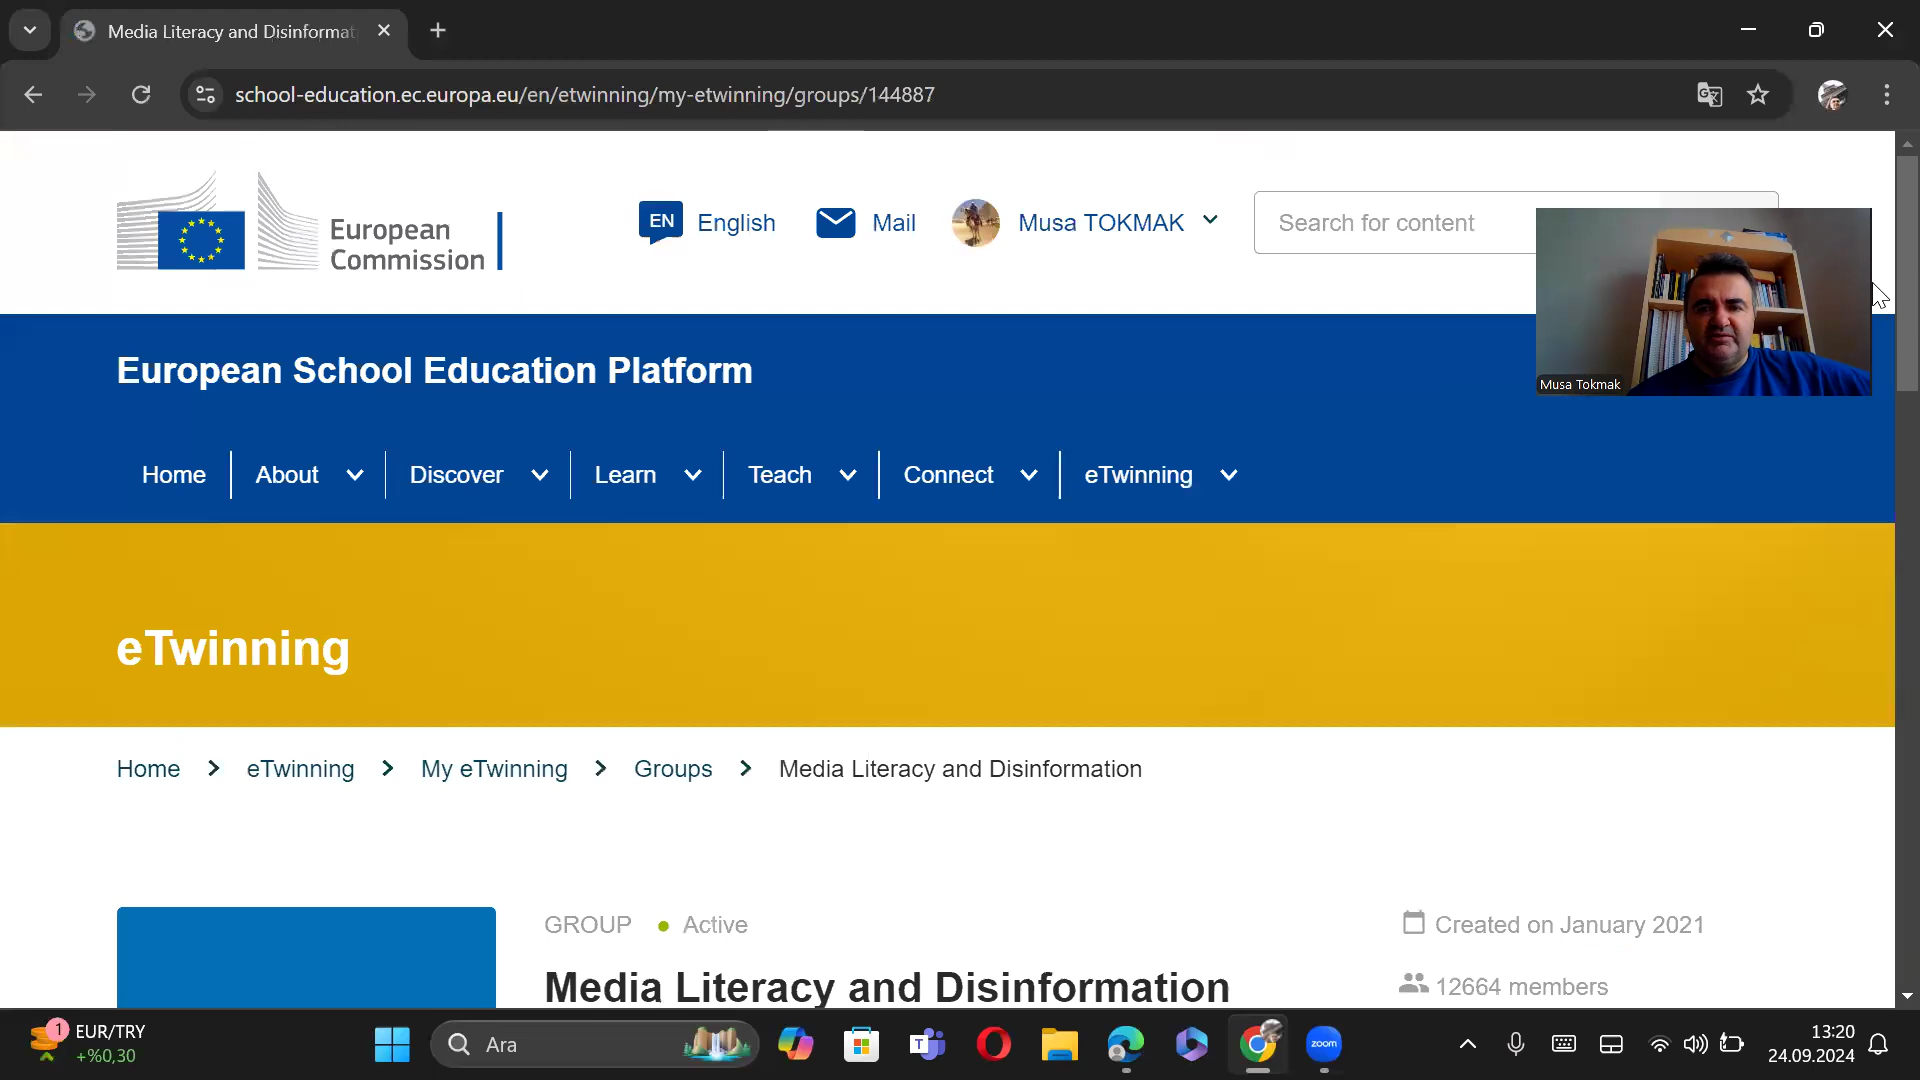 Media Literacy and Disinformat
school-education.ec.europa.eu/en/etwinning/my-etwinning/groups/144887
European
Commission
EN English
Mail
Musa TOKMAK
Search for content
Musa Tokmak
European School Education Platform
Home
About
Discover
Learn
Teach
Connect
eTwinning
eTwinning
Home > eTwinning > My eTwinning > Groups > Media Literacy and Disinformation
GROUP • Active
Created on January 2021
Media Literacy and Disinformation
12664 members
1
EUR/TRY
+%0,30
Ara
T
zoom
13:20
24.09.2024